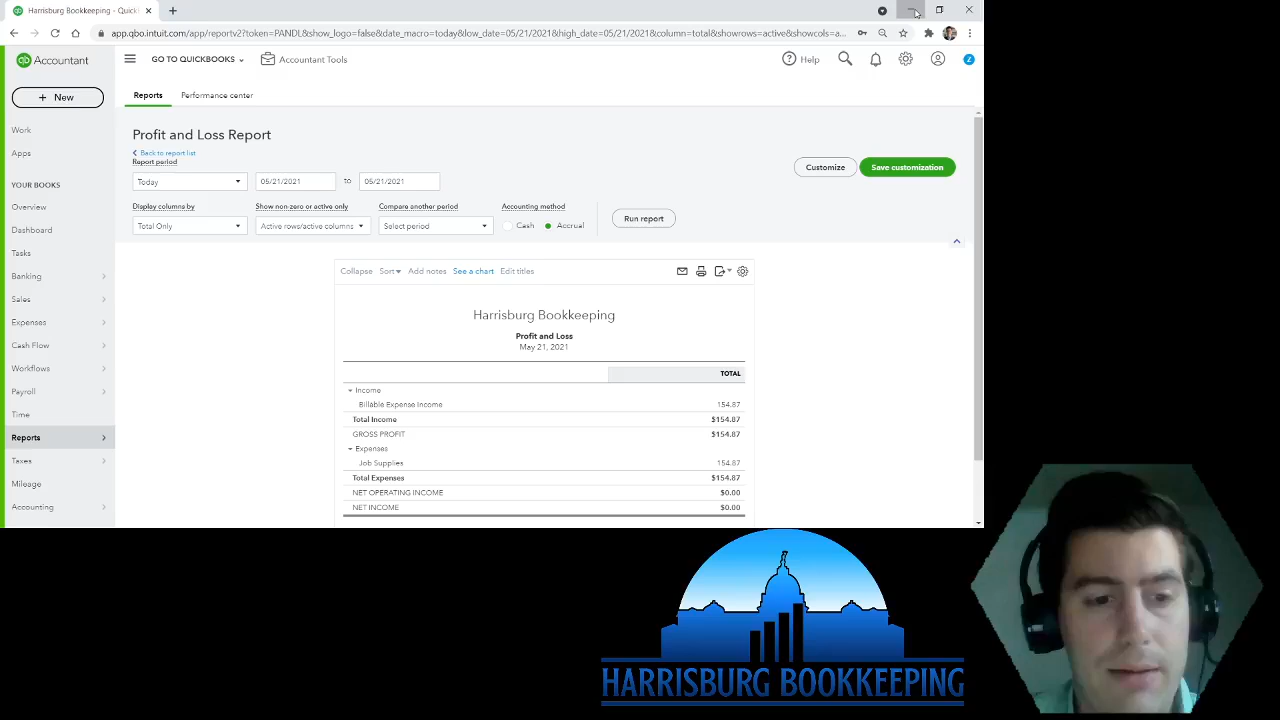 Harrisburg Bookkeeping - Quick
app.qbo.intuit.com/app/reportv2?token=PANDL&show_logo=false&date_macro=today&low_date=05/21/2021&high_date=05/21/2021&column=total&showrows=active&showcols=a...
Accountant
GO TO QUICKBOOKS
Accountant Tools
Help
+ New
Reports
Performance center
Work
Apps
YOUR BOOKS
Overview
Dashboard
Tasks
Banking
Sales
Expenses
Cash Flow
Workflows
Payroll
Time
Reports
Taxes
Mileage
Accounting
Profit and Loss Report
Back to report list
Report period
Today
05/21/2021
to
05/21/2021
Customize
Save customization
Display columns by
Show non-zero or active only
Compare another period
Accounting method
Total Only
Active rows/active columns
Select period
Cash
Accrual
Run report
Collapse Sort Add notes See a chart Edit titles
Harrisburg Bookkeeping
Profit and Loss
May 21, 2021
TOTAL
Income
Billable Expense Income 154.87
Total Income $154.87
GROSS PROFIT $154.87
Expenses
Job Supplies 154.87
Total Expenses $154.87
NET OPERATING INCOME $0.00
NET INCOME $0.00
HARRISBURG BOOKKEEPING